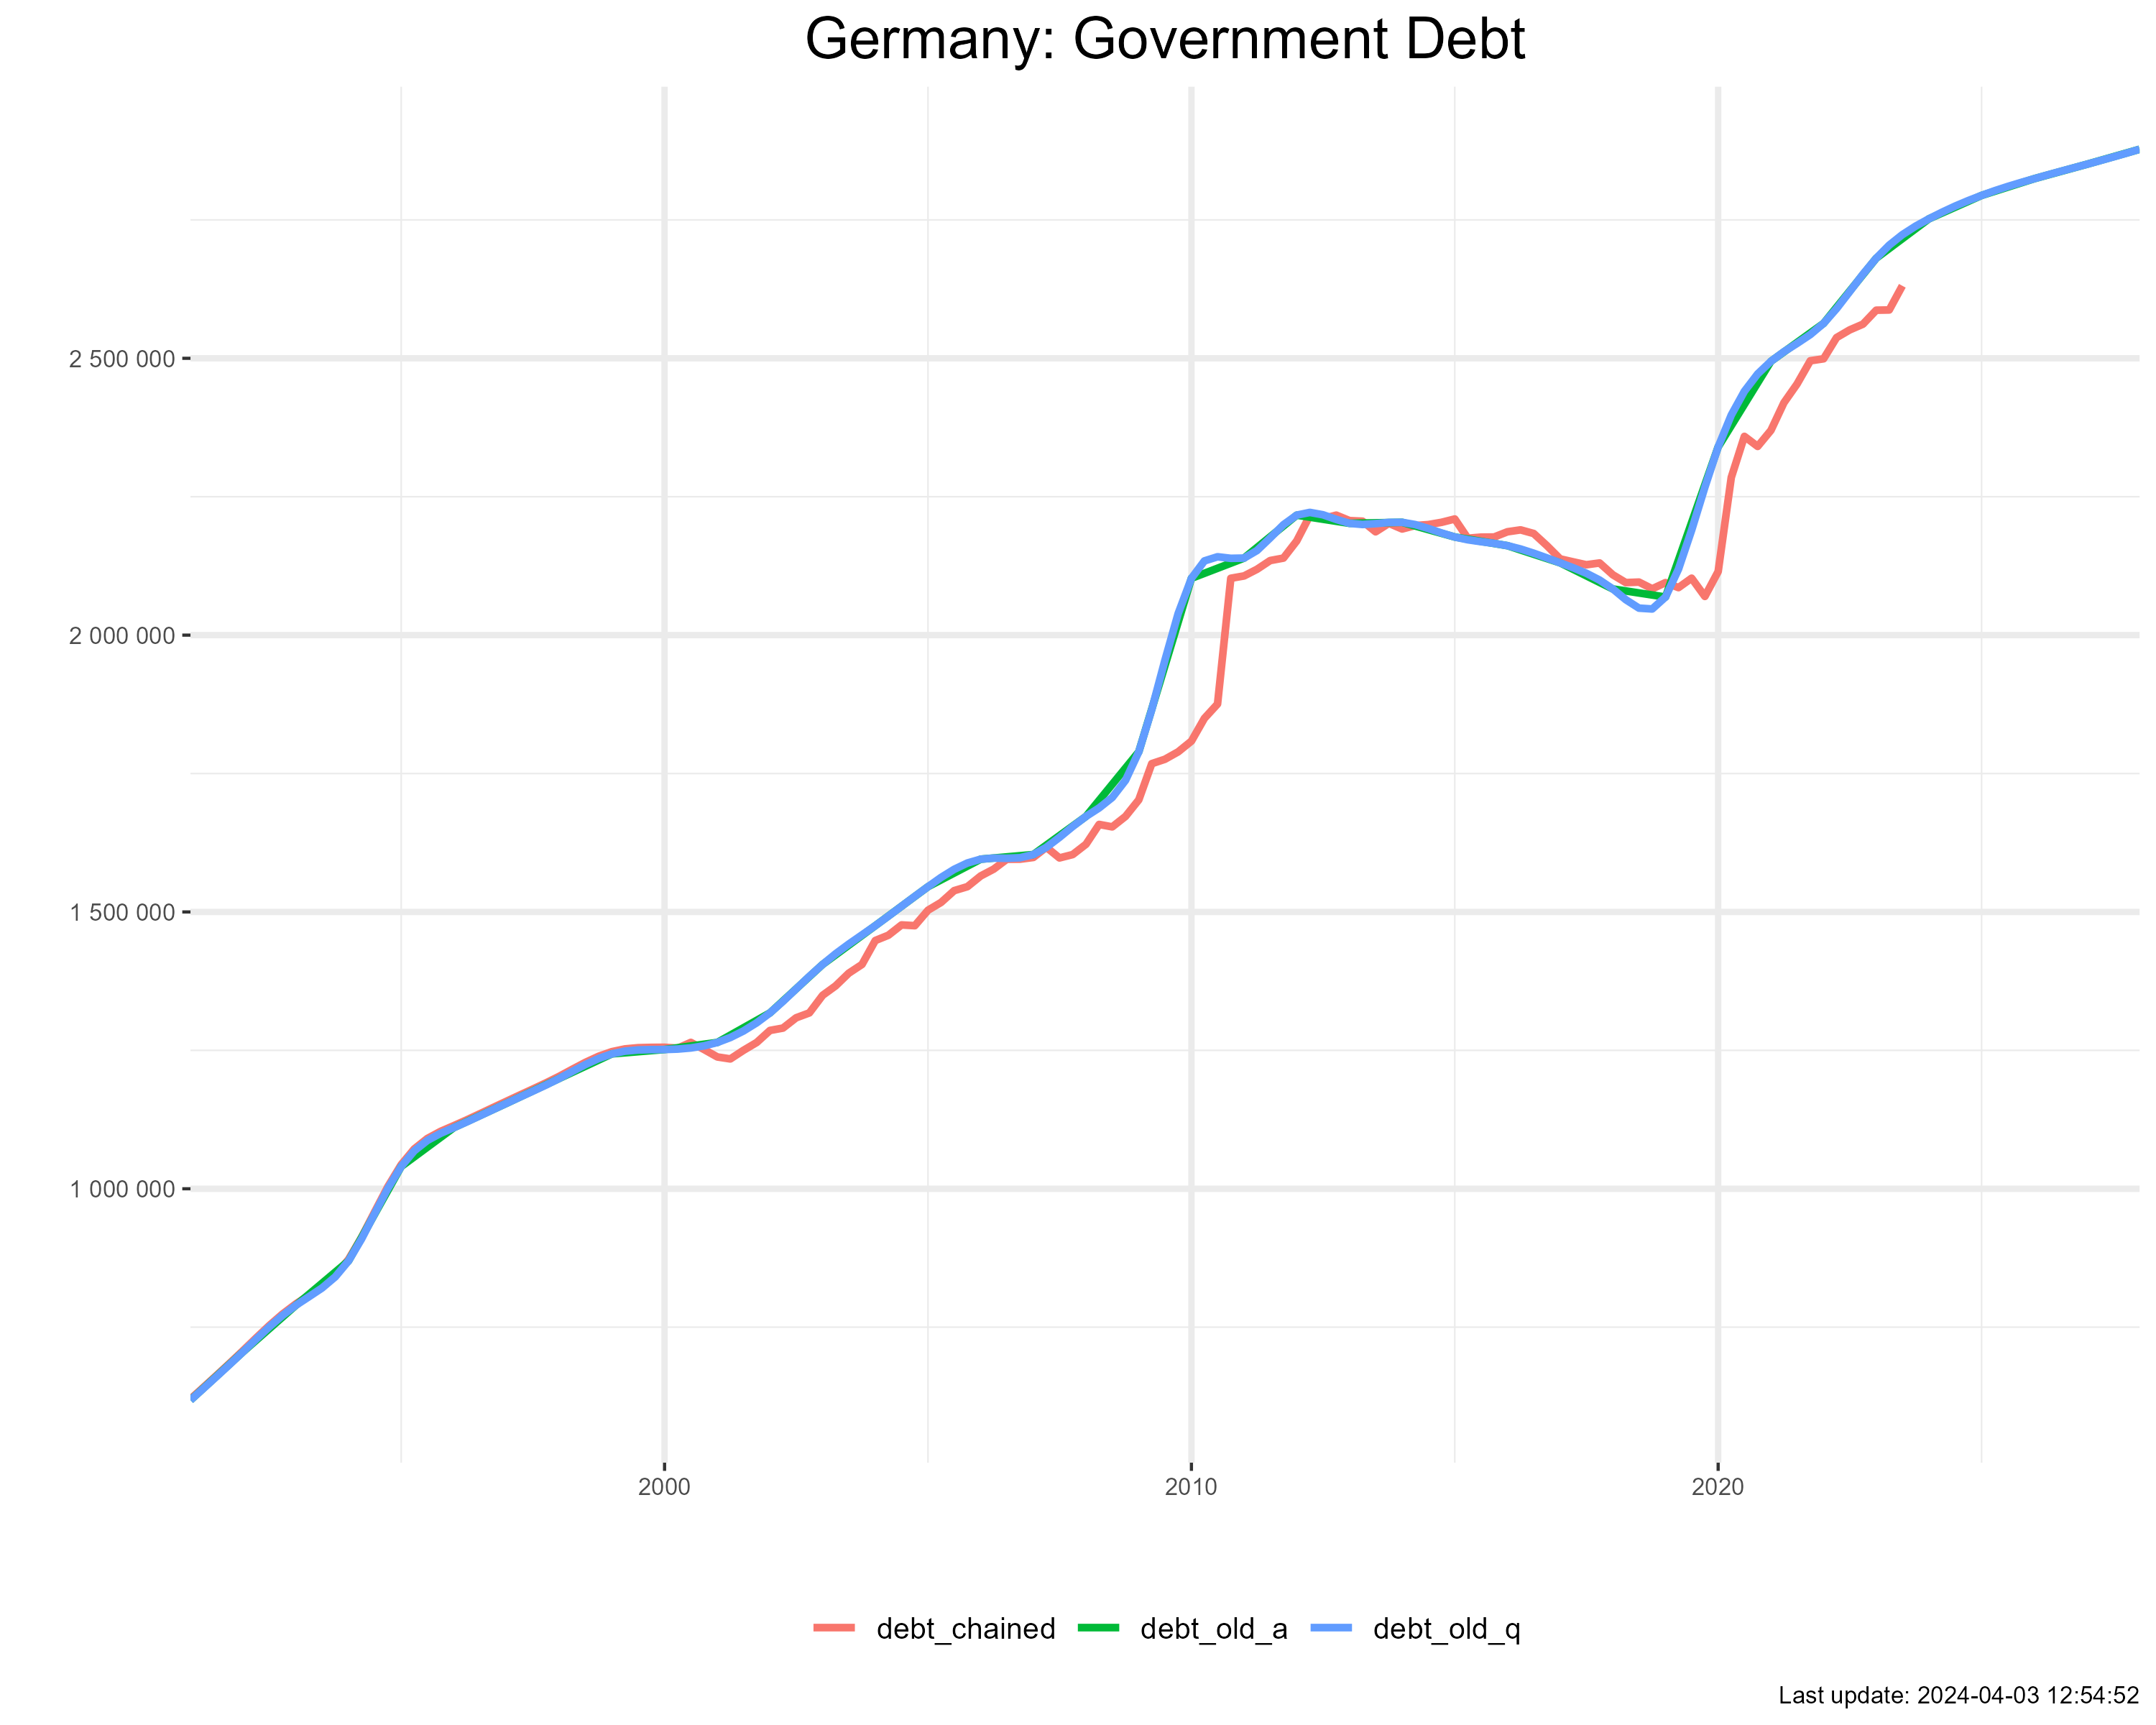 Germany: Government Debt
2 500 000
2 000 000
1 500 000
1 000 000
2000 2010 2020
debt_chained debt_old_a debt_old_q
Last update: 2024-04-03 12:54:52